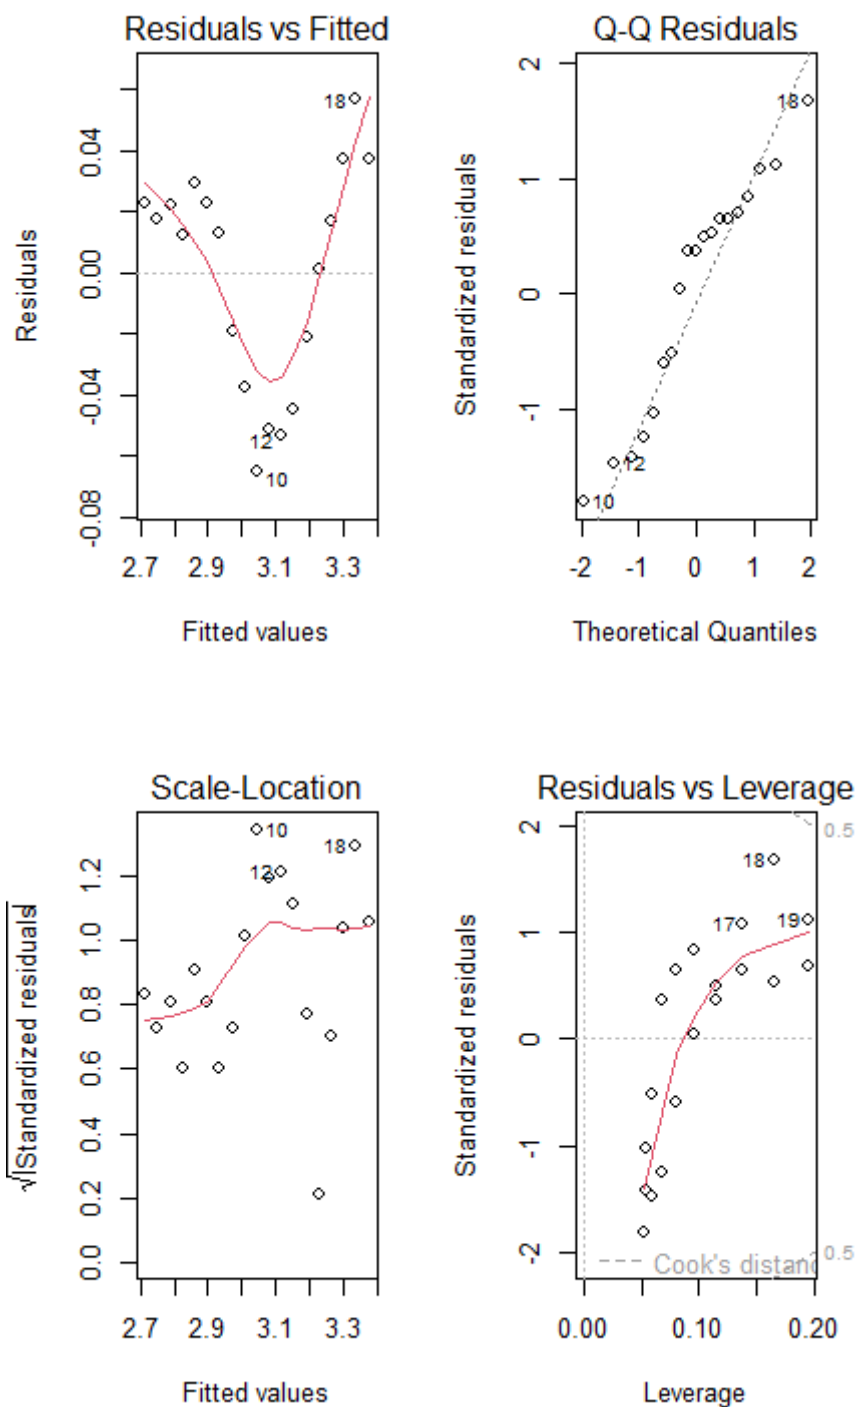 Residuals vs Fitted
Residuals
0.04
0.00
-0.04
-0.08
18
12
10
2.7 2.9 3.1 3.3
Fitted values
Q-Q Residuals
Standardized residuals
2
1
0
-1
18
12
10
-2 -1 0 1 2
Theoretical Quantiles
Scale-Location
√|Standardized residuals|
1.2
1.0
0.8
0.6
0.4
0.2
0.0
10
18
12
2.7 2.9 3.1 3.3
Fitted values
Residuals vs Leverage
Standardized residuals
2
1
0
-1
-2
0.5
18
17
19
Cook's distanc
0.5
0.00 0.10 0.20
Leverage